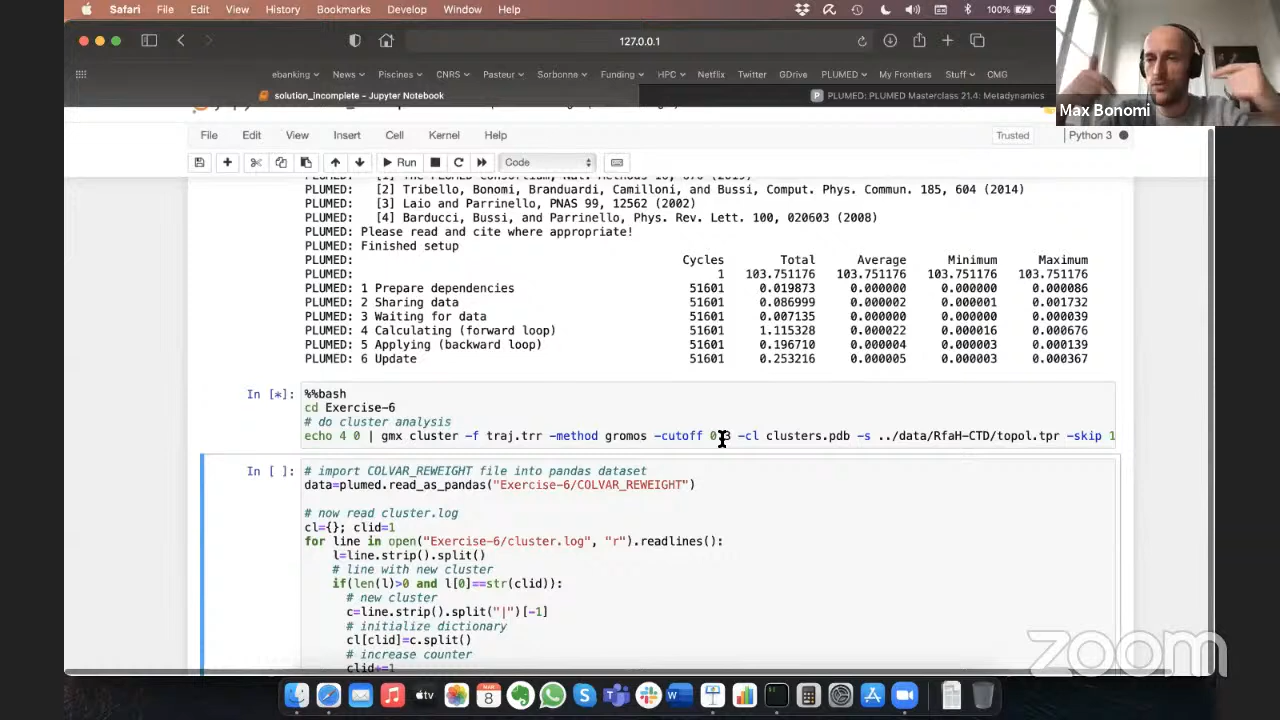 Safari File Edit View History Bookmarks Develop Window Help 100%
127.0.0.1
ebanking News Piscines CNRS Pasteur Sorbonne Funding HPC Netflix Twitter GDrive PLUMED My Frontiers Stuff CMG
solution_incomplete - Jupyter Notebook
PLUMED: PLUMED Masterclass 21.4: Metadynamics
Max Bonomi
File Edit View Insert Cell Kernel Help Trusted Python 3
Run Code
PLUMED: [2] Tribello, Bonomi, Branduardi, Camilloni, and Bussi, Comput. Phys. Commun. 185, 604 (2014)
PLUMED: [3] Laio and Parrinello, PNAS 99, 12562 (2002)
PLUMED: [4] Barducci, Bussi, and Parrinello, Phys. Rev. Lett. 100, 020603 (2008)
PLUMED: Please read and cite where appropriate!
PLUMED: Finished setup
PLUMED: Cycles Total Average Minimum Maximum
PLUMED: 1 103.751176 103.751176 103.751176 103.751176
PLUMED: 1 Prepare dependencies 51601 0.019873 0.000000 0.000000 0.000086
PLUMED: 2 Sharing data 51601 0.086999 0.000002 0.000001 0.001732
PLUMED: 3 Waiting for data 51601 0.007135 0.000000 0.000000 0.000039
PLUMED: 4 Calculating (forward loop) 51601 1.115328 0.000022 0.000016 0.000676
PLUMED: 5 Applying (backward loop) 51601 0.196710 0.000004 0.000003 0.000139
PLUMED: 6 Update 51601 0.253216 0.000005 0.000003 0.000367
In [*]: %%bash
cd Exercise-6
# do cluster analysis
echo 4 0 | gmx cluster -f traj.trr -method gromos -cutoff -cl clusters.pdb -s ../data/RfaH-CTD/topol.tpr -skip 1
In [ ]: # import COLVAR_REWEIGHT file into pandas dataset
data=plumed.read_as_pandas("Exercise-6/COLVAR_REWEIGHT")
# now read cluster.log
cl={}; clid=1
for line in open("Exercise-6/cluster.log", "r").readlines():
l=line.strip().split()
# line with new cluster
if(len(l)>0 and l[0]==str(clid)):
# new cluster
c=line.strip().split("|")[-1]
# initialize dictionary
cl[clid]=c.split()
# increase counter
clid+=1
zoom